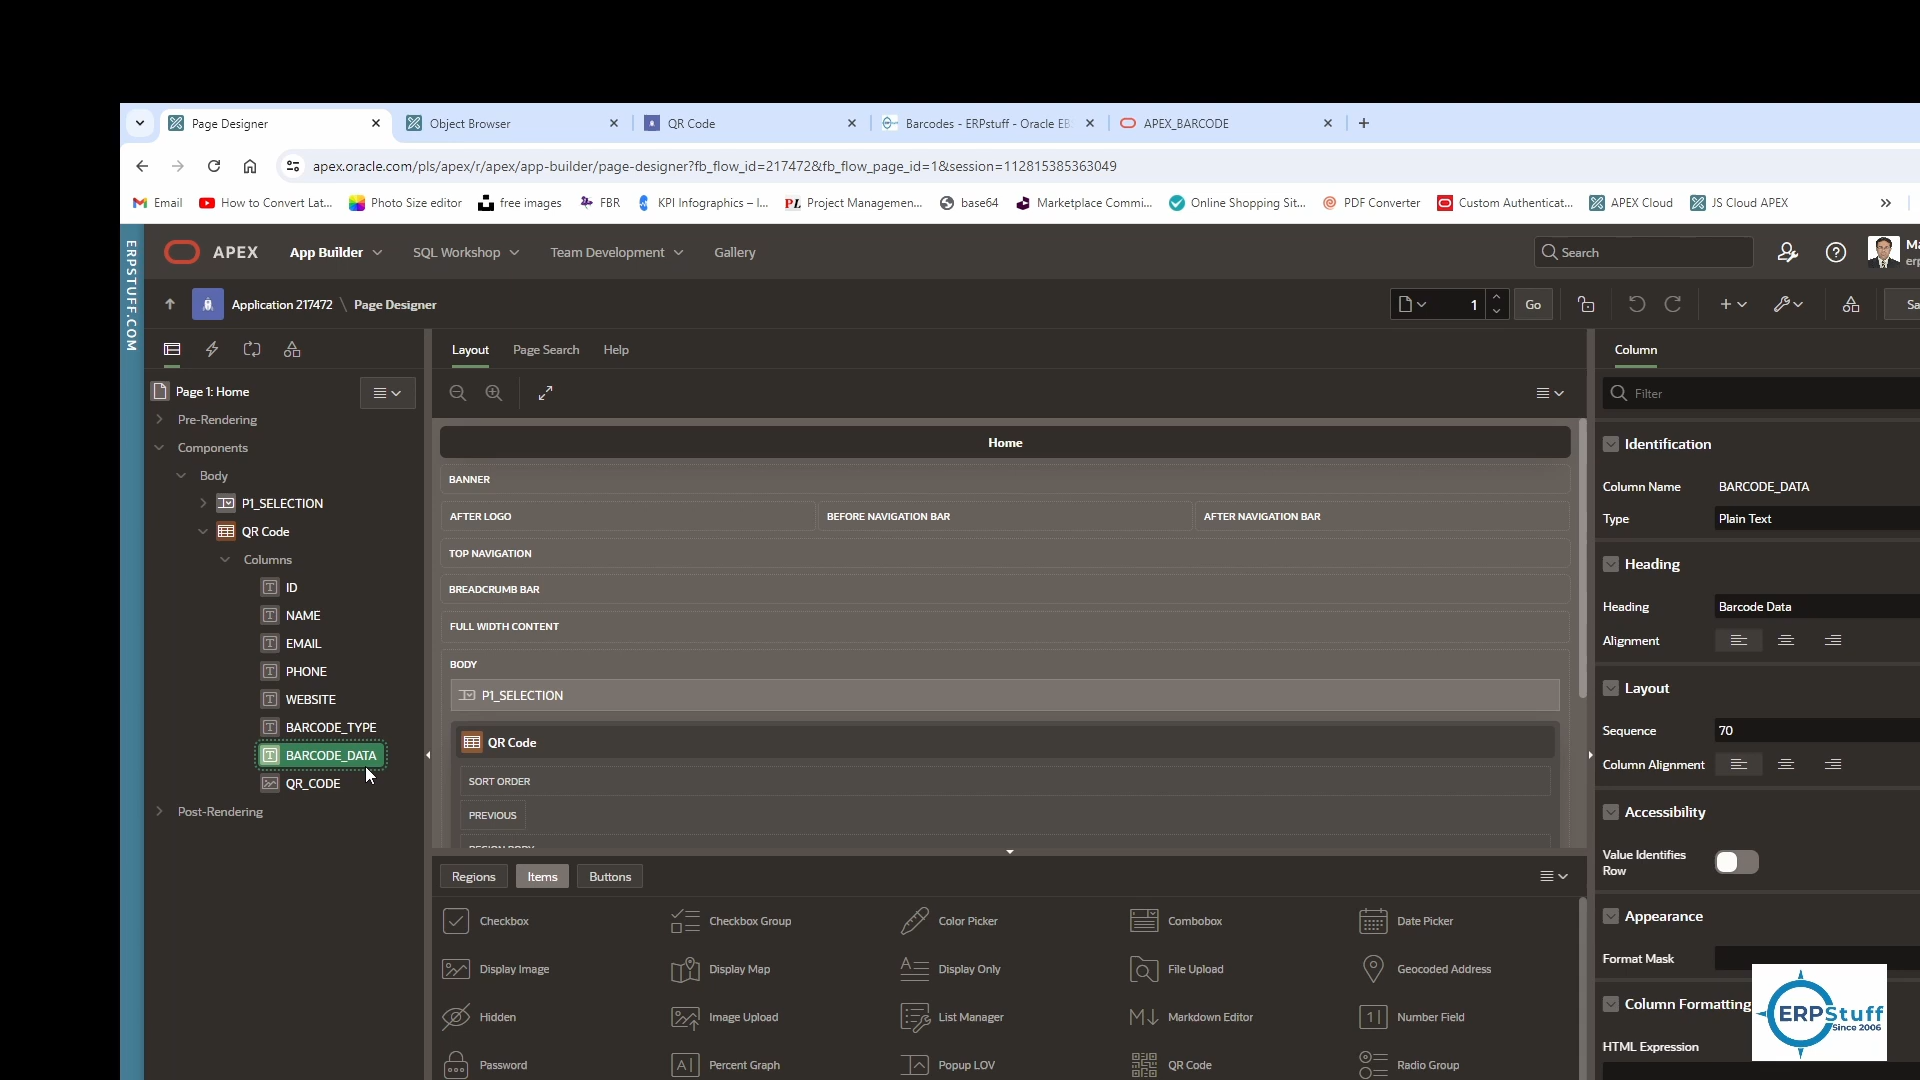 Page Designer
Object Browser
QR Code
Barcodes - ERPstuff - Oracle EB
APEX_BARCODE
apex.oracle.com/pls/apex/r/apex/app-builder/page-designer?fb_flow_id=217472&fb_flow_page_id=1&session=112815385363049
Email
How to Convert Lat...
Photo Size editor
free images
FBR
KPI Infographics – I...
PL
Project Managemen...
base64
Marketplace Commi...
Online Shopping Sit...
PDF Converter
Custom Authenticat...
APEX Cloud
JS Cloud APEX
ERPSTUFF.COM
APEX
App Builder
SQL Workshop
Team Development
Gallery
Search
Ma
erp
Application 217472 \ Page Designer
1
Go
Sa
Layout
Page Search
Help
Column
Page 1: Home
Pre-Rendering
Components
Body
P1_SELECTION
QR Code
Columns
ID
NAME
EMAIL
PHONE
WEBSITE
BARCODE_TYPE
BARCODE_DATA
QR_CODE
Post-Rendering
Home
BANNER
AFTER LOGO
BEFORE NAVIGATION BAR
AFTER NAVIGATION BAR
TOP NAVIGATION
BREADCRUMB BAR
FULL WIDTH CONTENT
BODY
P1_SELECTION
QR Code
SORT ORDER
PREVIOUS
REGION BODY
Regions
Items
Buttons
Checkbox
Checkbox Group
Color Picker
Combobox
Date Picker
Display Image
Display Map
Display Only
File Upload
Geocoded Address
Hidden
Image Upload
List Manager
Markdown Editor
Number Field
Password
Percent Graph
Popup LOV
QR Code
Radio Group
Filter
Identification
Column Name
BARCODE_DATA
Type
Plain Text
Heading
Heading
Barcode Data
Alignment
Layout
Sequence
70
Column Alignment
Accessibility
Value Identifies
Row
Appearance
Format Mask
Column Formatting
HTML Expression
ERPStuff
Since 2006